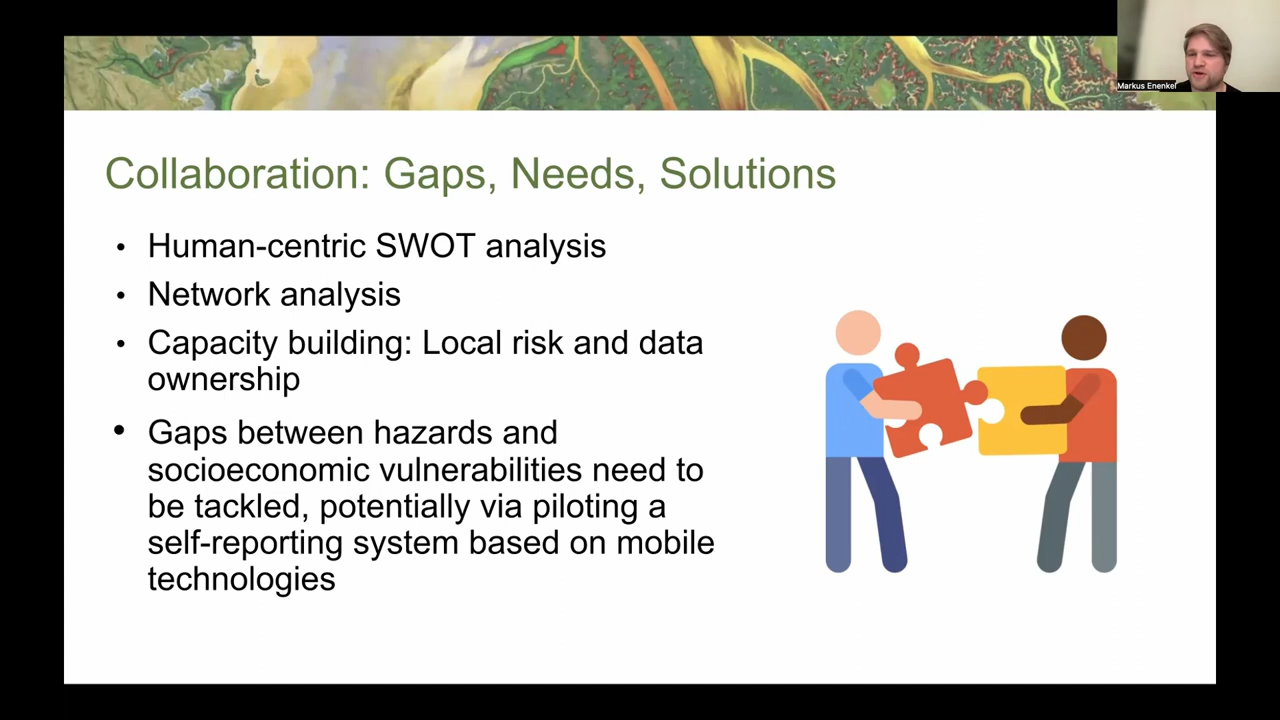 Markus Enenkel
Collaboration: Gaps, Needs, Solutions
• Human-centric SWOT analysis
• Network analysis
• Capacity building: Local risk and data
ownership
• Gaps between hazards and
socioeconomic vulnerabilities need to
be tackled, potentially via piloting a
self-reporting system based on mobile
technologies